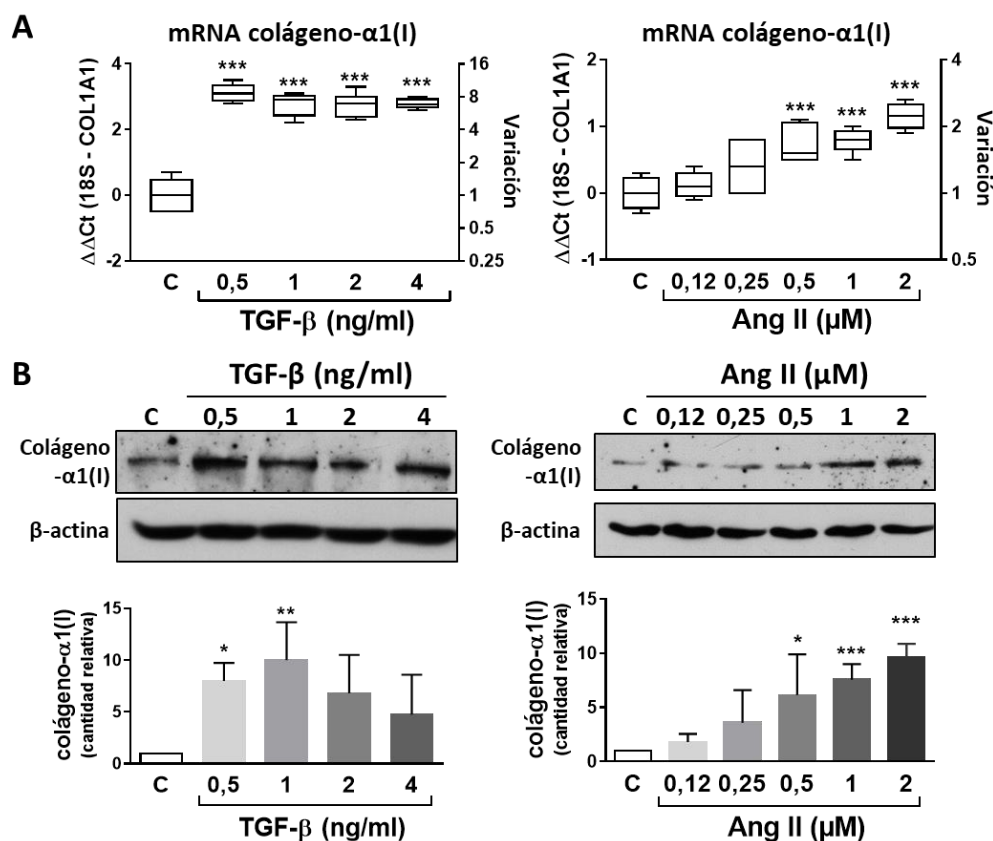 A
mRNA colágeno-α1(I)
ΔΔCt (18S - COL1A1)
4
2
0
-2
***
***
***
***
16
8
4
2
1
0.5
0.25
Variación
C 0,5 1 2 4
TGF-β (ng/ml)
mRNA colágeno-α1(I)
ΔΔCt (18S - COL1A1)
2
1
0
-1
***
***
***
4
2
1
0.5
Variación
C 0,12 0,25 0,5 1 2
Ang II (µM)
B
TGF-β (ng/ml)
C 0,5 1 2 4
Colágeno
-α1(I)
β-actina
Ang II (µM)
C 0,12 0,25 0,5 1 2
Colágeno
-α1(I)
β-actina
colágeno-α1(I)
(cantidad relativa)
15
10
5
0
*
**
C 0,5 1 2 4
TGF-β (ng/ml)
colágeno-α1(I)
(cantidad relativa)
15
10
5
0
*
***
***
C 0,12 0,25 0,5 1 2
Ang II (µM)